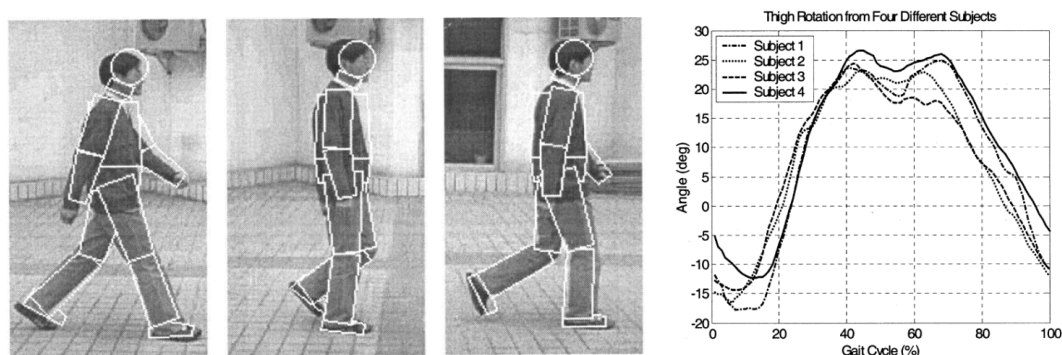 Thigh Rotation from Four Different Subjects
Subject 1
Subject 2
Subject 3
Subject 4
Angle (deg)
30
25
20
15
10
5
0
-5
-10
-15
-20
0 20 40 60 80 100
Gait Cycle (%)